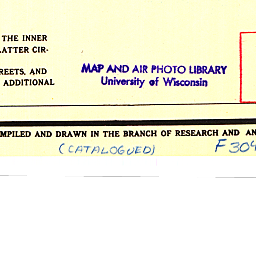 THE INNER
LATTER CIR-
REETS, AND
ADDITIONAL
MAP AND AIR PHOTO LIBRARY
University of Wisconsin
MPILED AND DRAWN IN THE BRANCH OF RESEARCH AND AN
(CATALOGUED)
F304